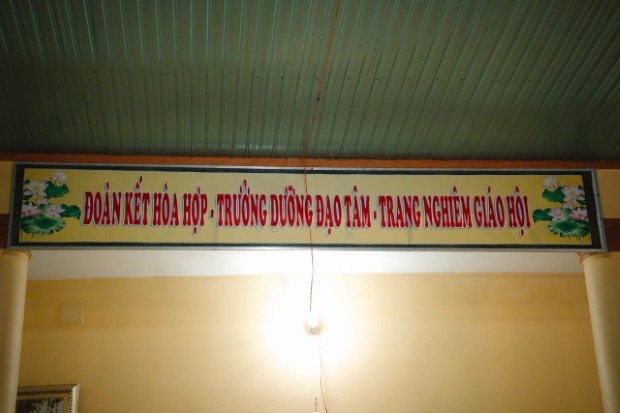 ĐOÀN KẾT HÒA HỢP - TRƯỞNG DƯỠNG ĐẠO TÂM - TRANG NGHIÊM GIÁO HỘI